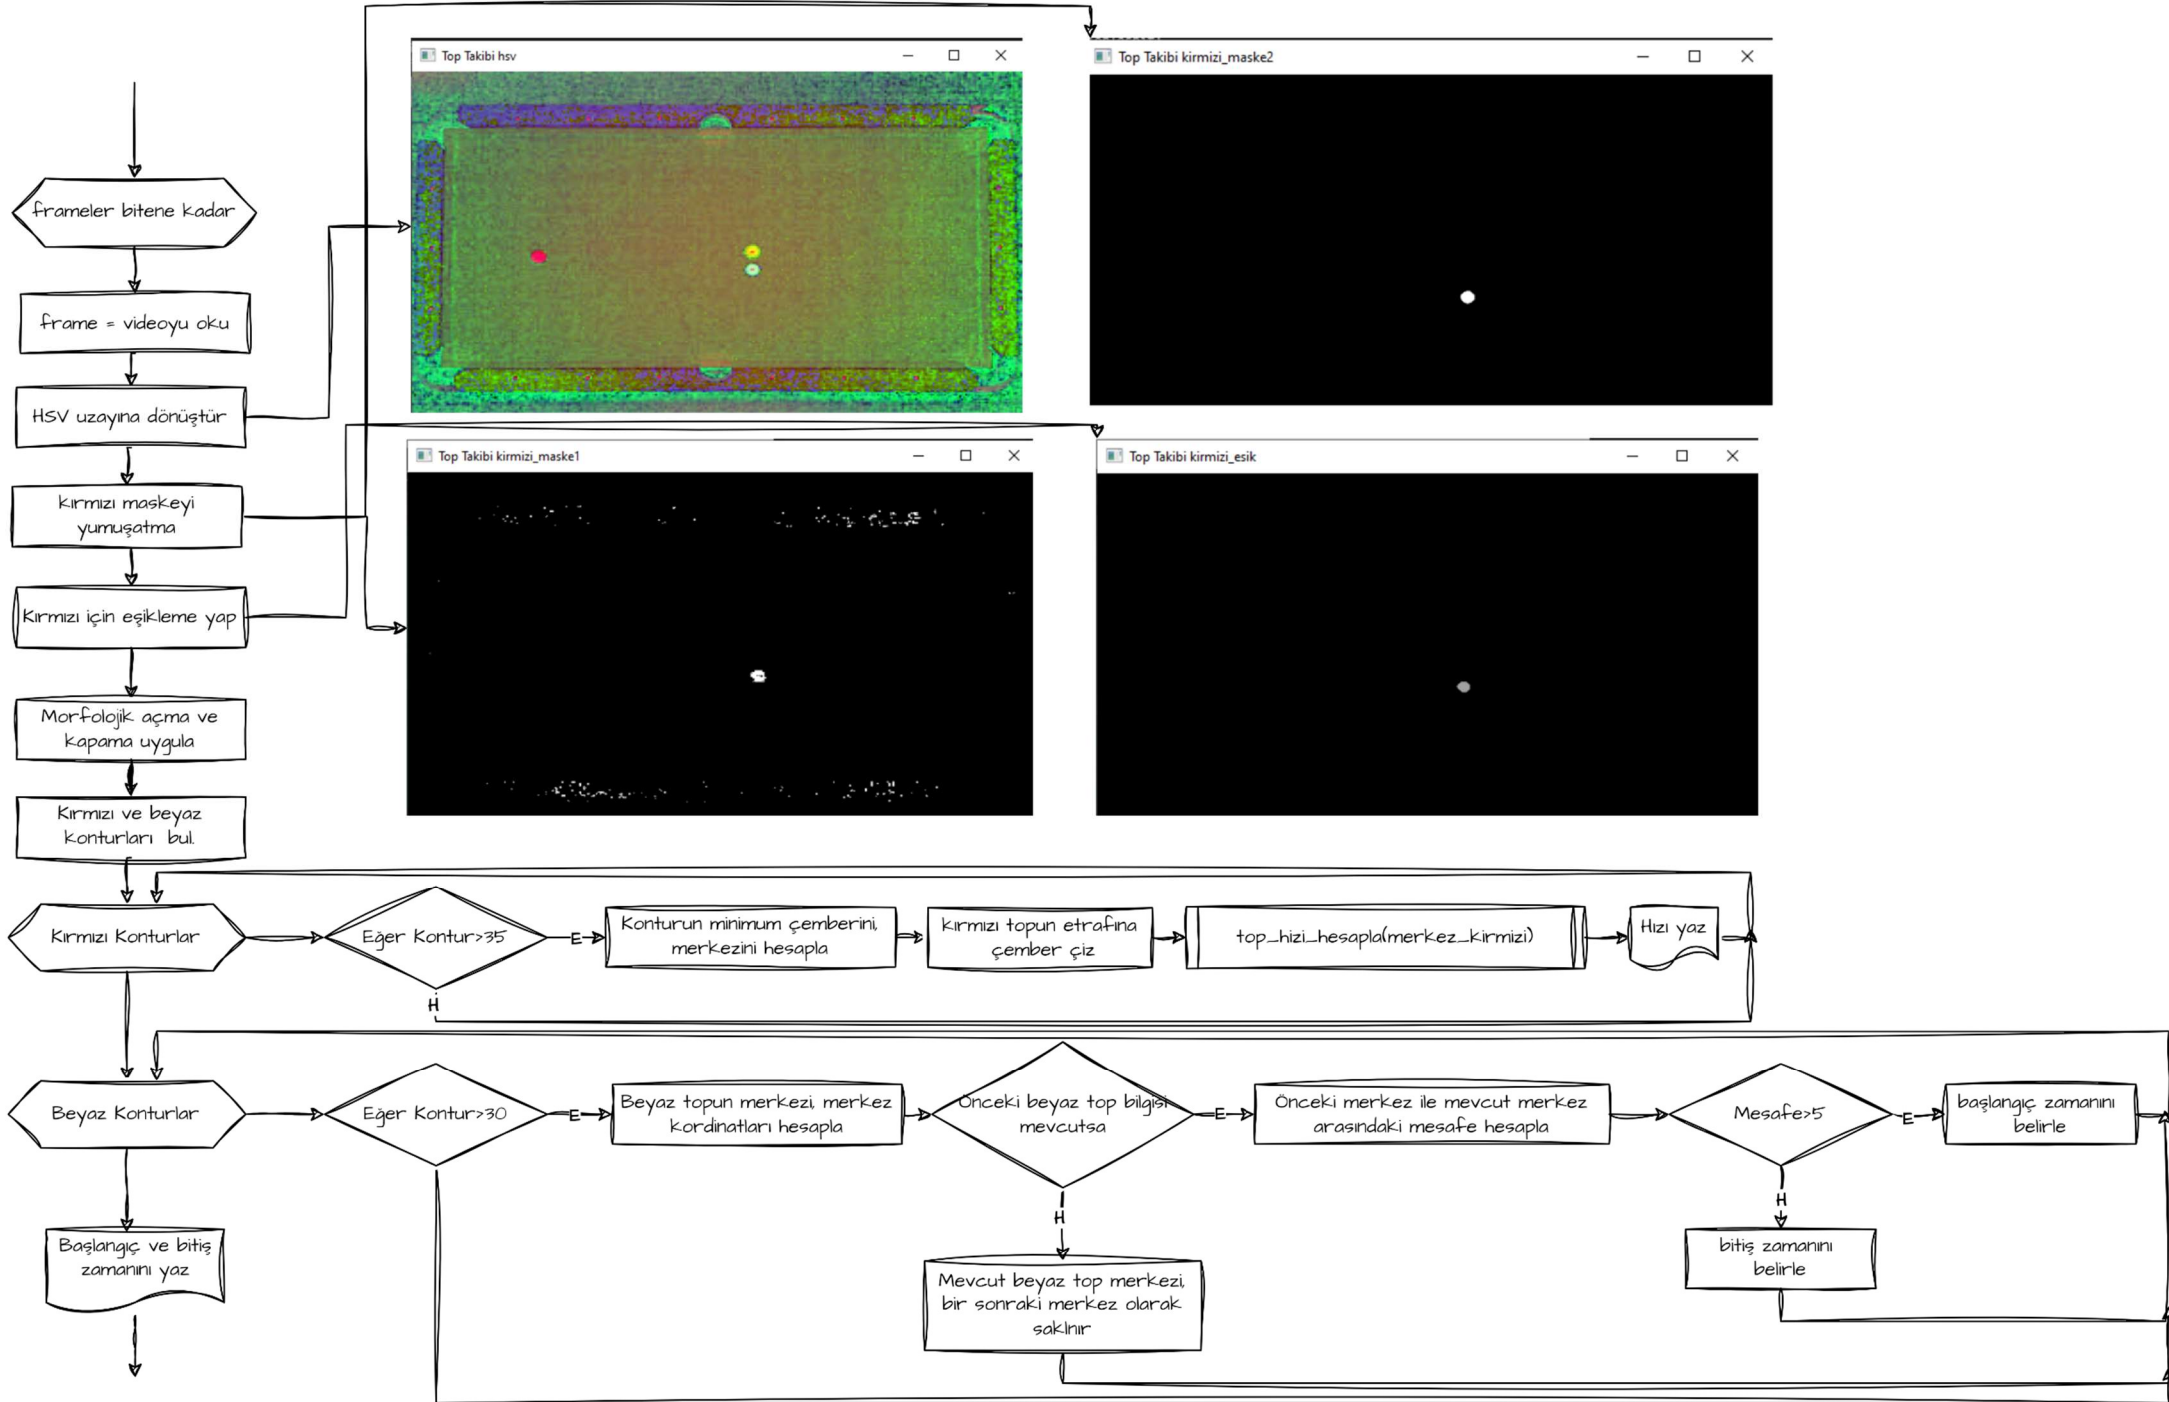 frameler bitene kadar
frame = videoyu oku
HSV uzayına dönüştür
kırmızı maskeyi
yumuşatma
Kırmızı için eşikleme yap
Morfolojik açma ve
kapama uygula
Kırmızı ve beyaz
konturları bul.
Top Takibi hsv
Top Takibi kirmizi_maske2
Top Takibi kirmizi_maske1
Top Takibi kirmizi_esik
Kırmızı Konturlar
Eğer Kontur>35
E
H
Konturun minimum çemberini,
merkezini hesapla
kırmızı topun etrafına
çember çiz
top_hizi_hesapla(merkez_kirmizi)
Hızı yaz
Beyaz Konturlar
Eğer Kontur>30
E
Beyaz topun merkezi, merkez
kordinatları hesapla
Önceki beyaz top bilgisi
mevcutsa
E
H
Önceki merkez ile mevcut merkez
arasındaki mesafe hesapla
Mesafe>5
E
H
başlangıç zamanını
belirle
bitiş zamanını
belirle
Mevcut beyaz top merkezi,
bir sonraki merkez olarak
saklnır
Başlangıç ve bitiş
zamanını yaz